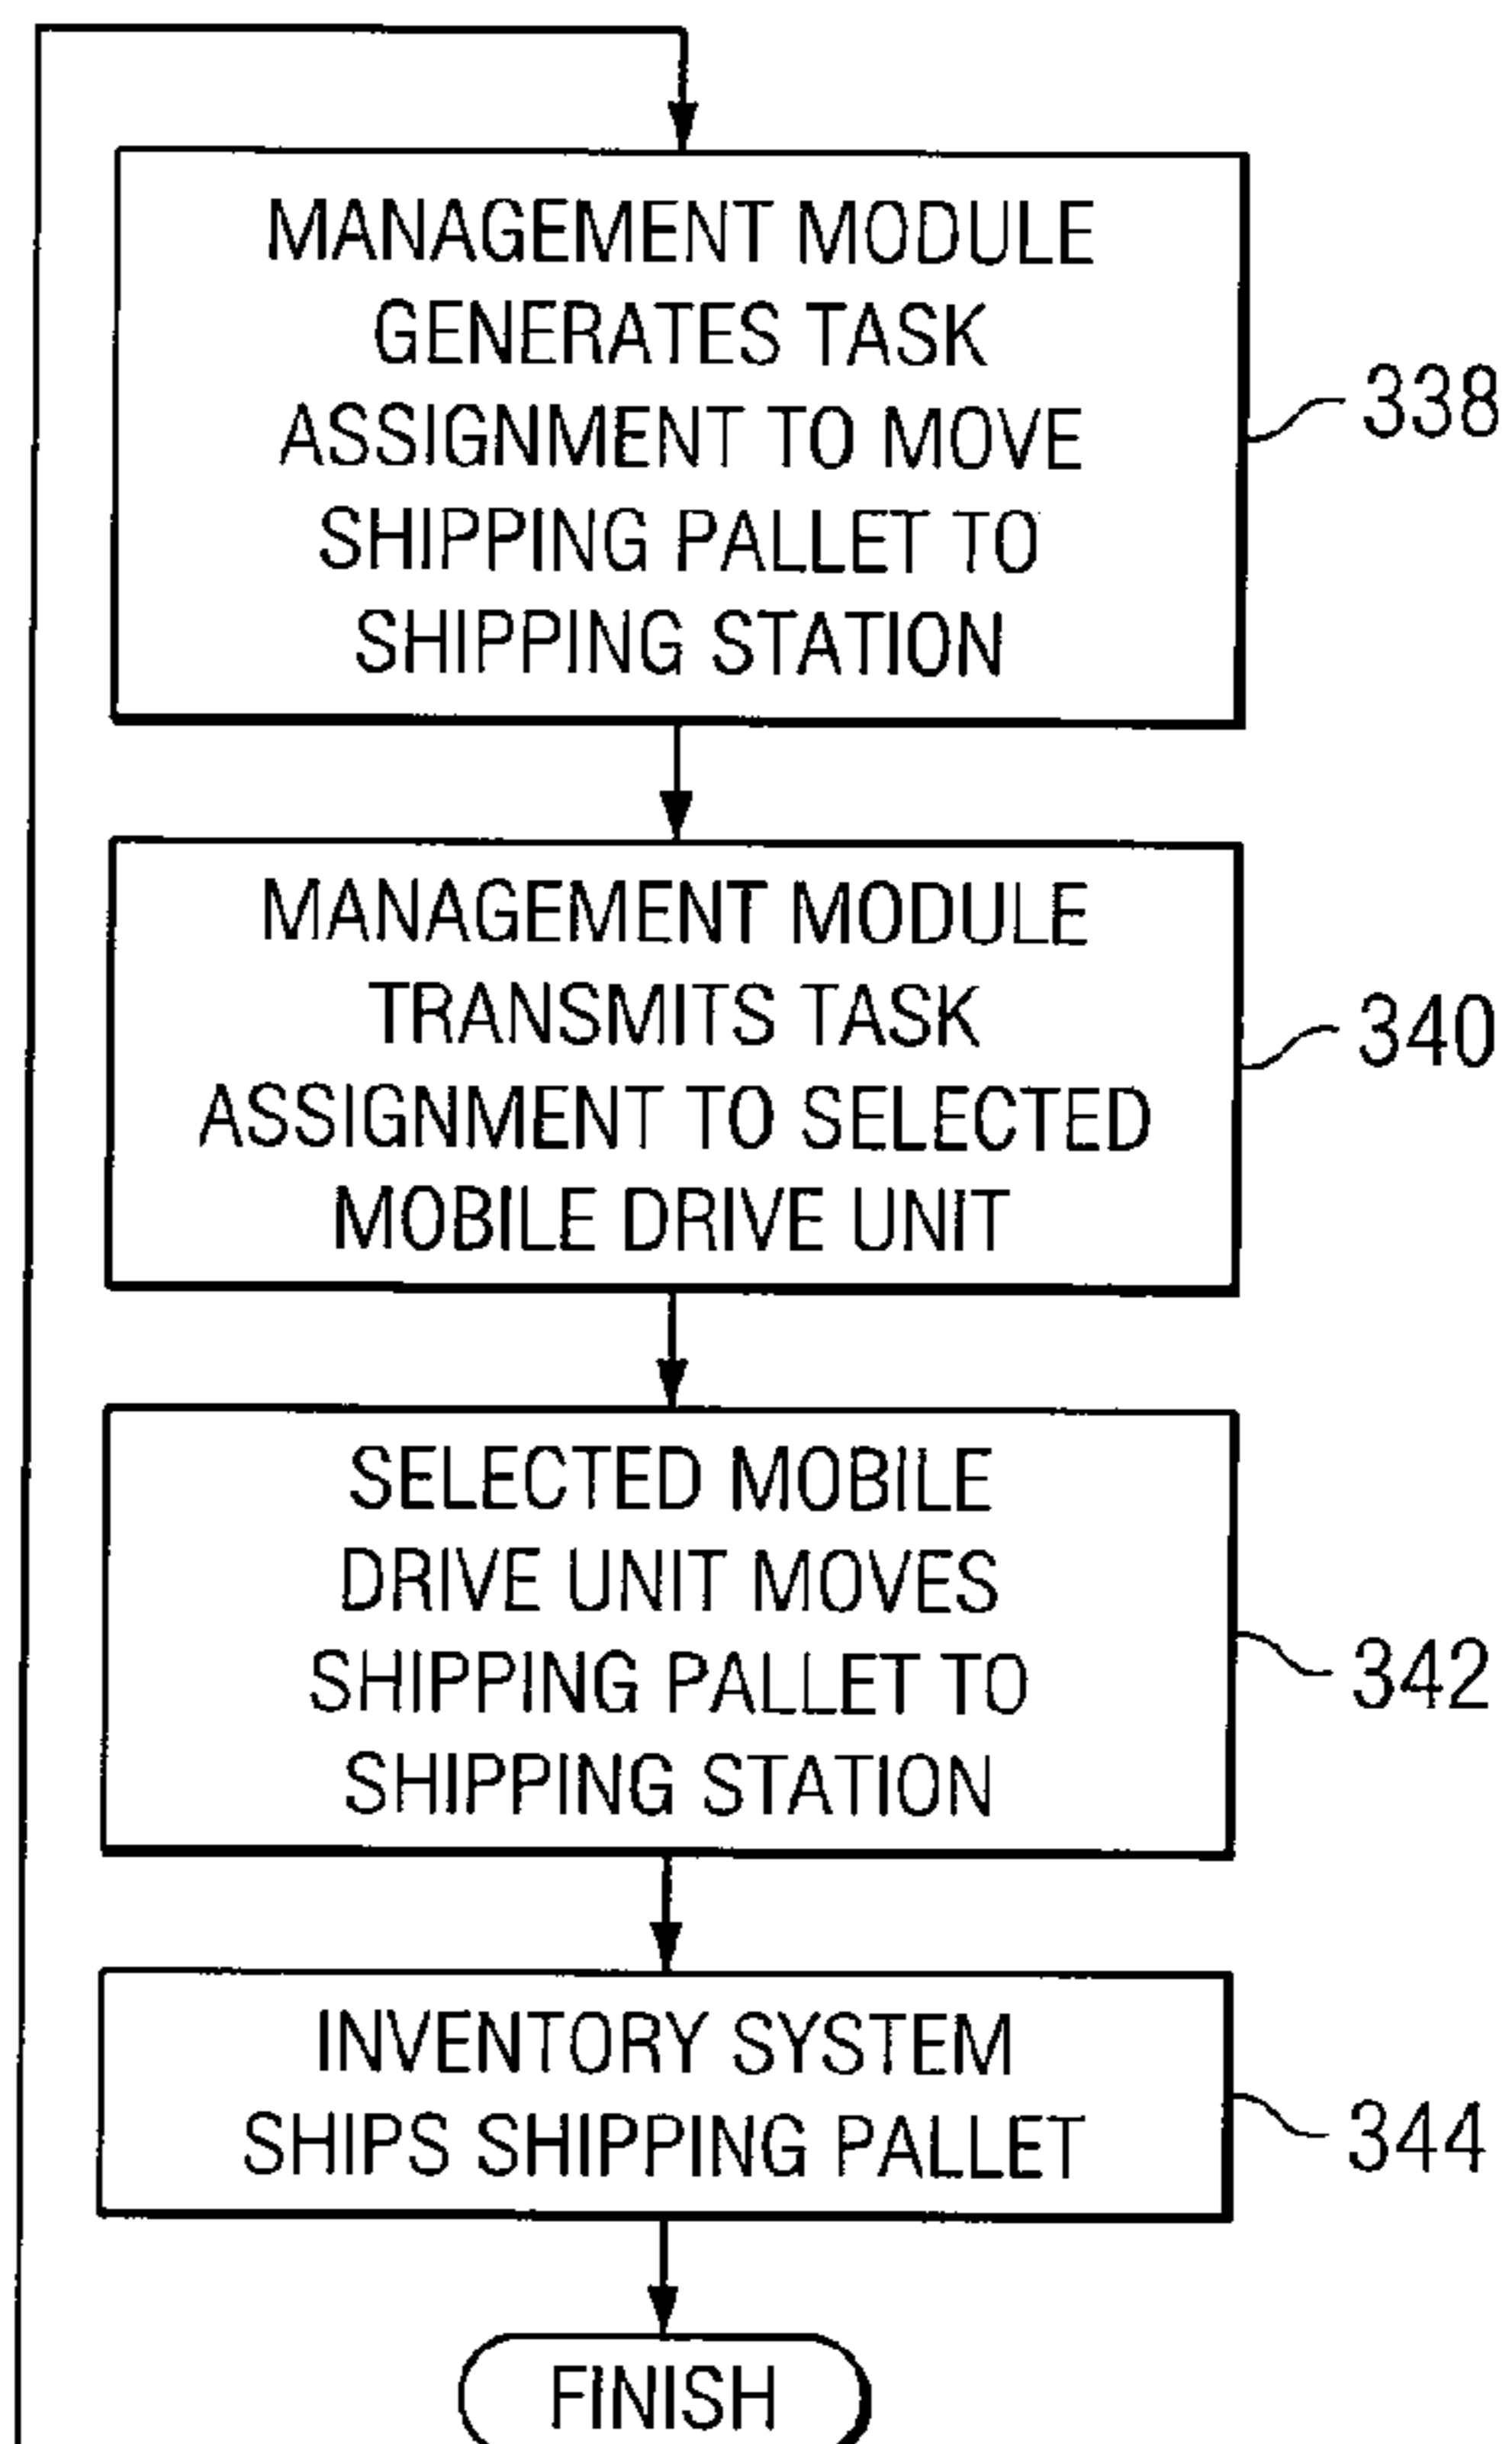 MANAGEMENT MODULE
GENERATES TASK
ASSIGNMENT TO MOVE
SHIPPING PALLET TO
SHIPPING STATION
338
MANAGEMENT MODULE
TRANSMITS TASK
ASSIGNMENT TO SELECTED
MOBILE DRIVE UNIT
340
SELECTED MOBILE
DRIVE UNIT MOVES
SHIPPING PALLET TO
SHIPPING STATION
342
INVENTORY SYSTEM
SHIPS SHIPPING PALLET
344
FINISH